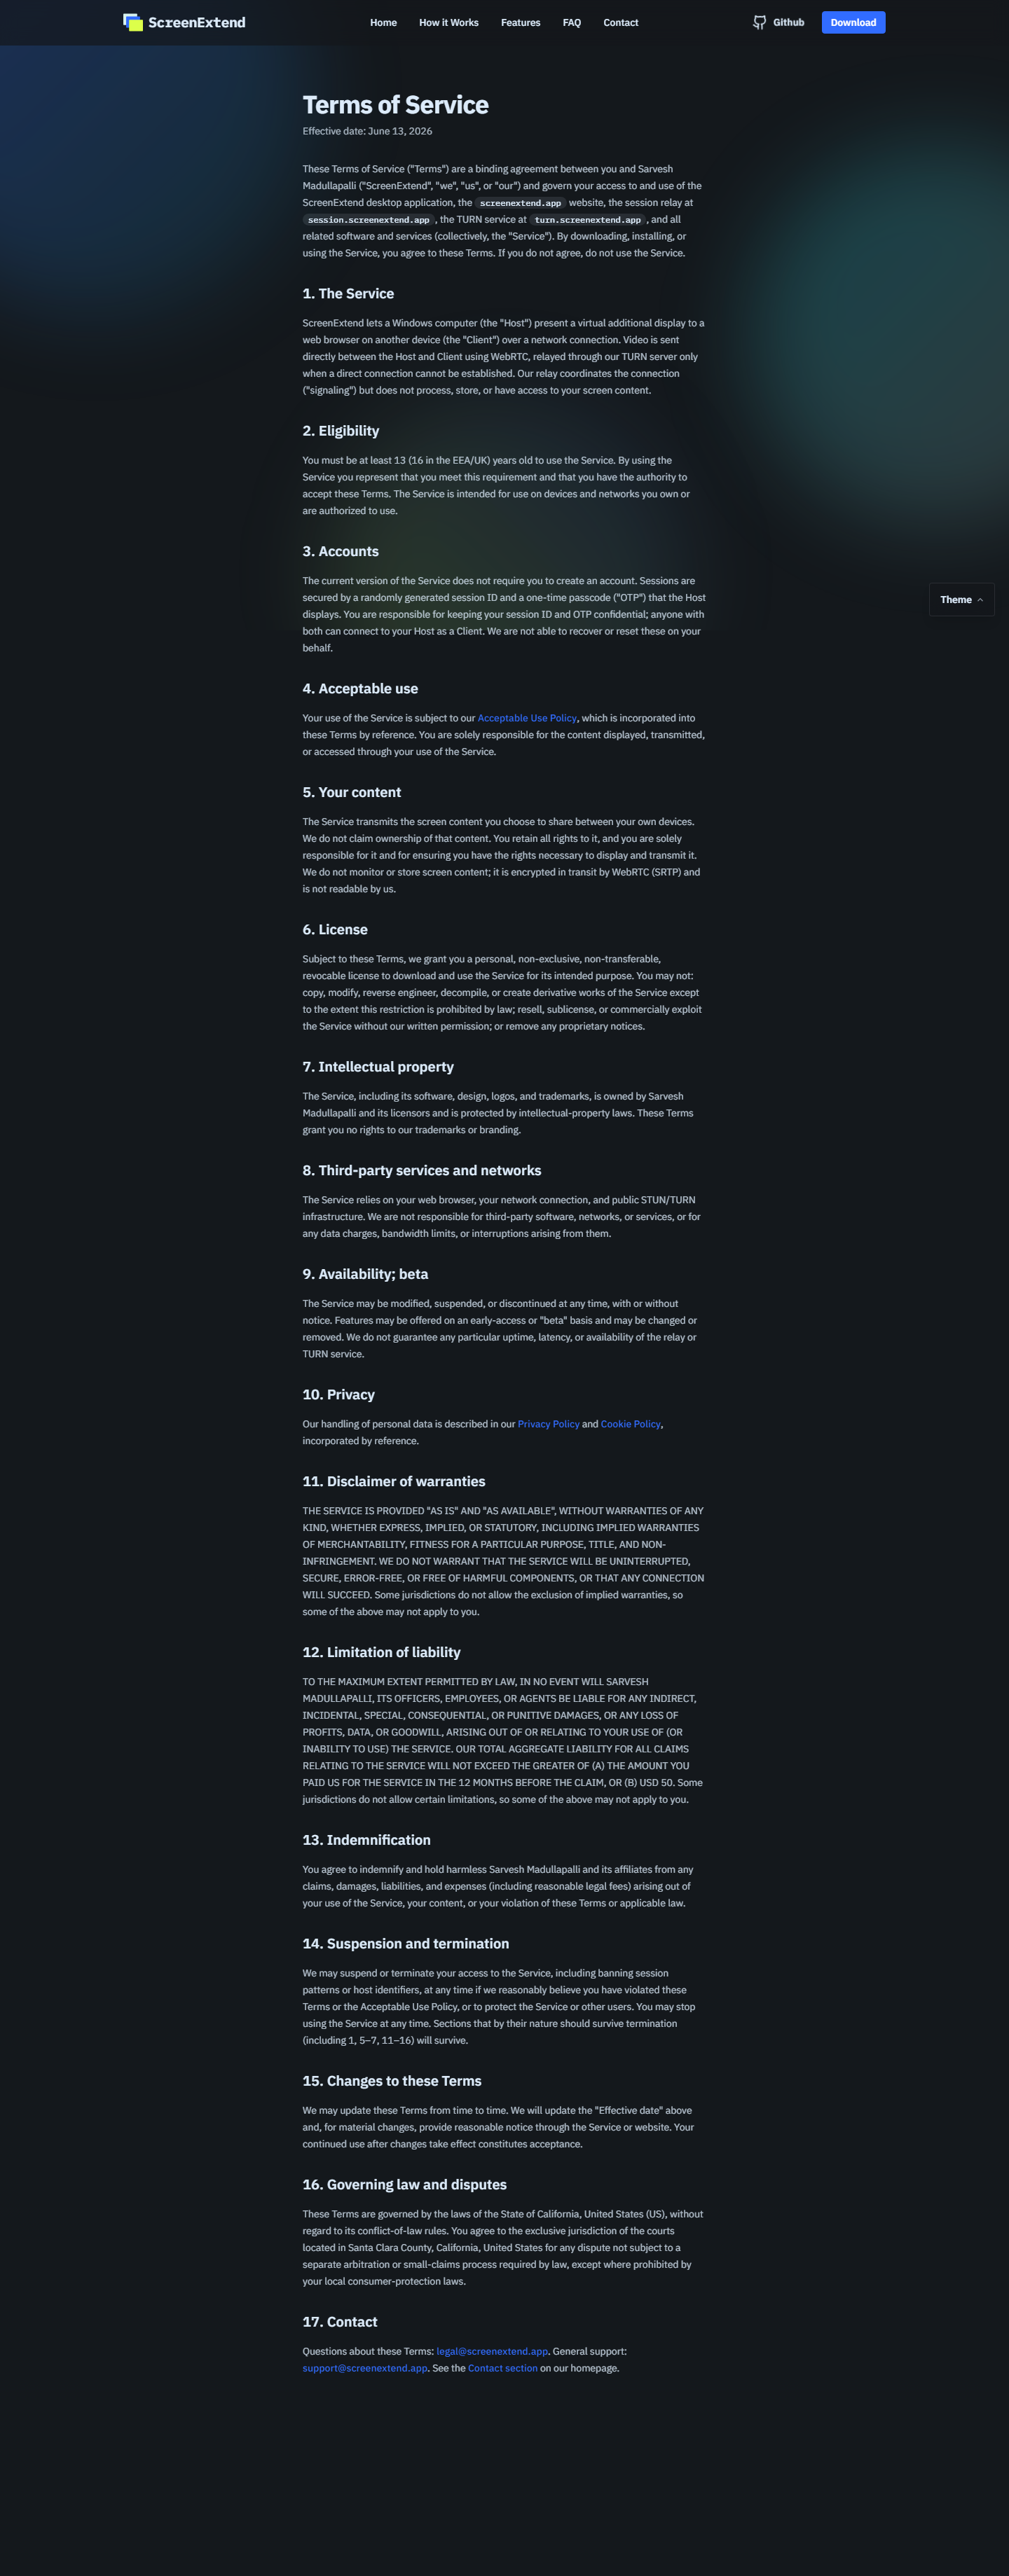 ScreenExtend
Home
How it Works
Features
FAQ
Contact
Github
Download
Terms of Service
Effective date: June 13, 2026
These Terms of Service ("Terms") are a binding agreement between you and Sarvesh
Madullapalli ("ScreenExtend", "we", "us", or "our") and govern your access to and use of the
ScreenExtend desktop application, the screenextend.app website, the session relay at
session.screenextend.app, the TURN service at turn.screenextend.app, and all
related software and services (collectively, the "Service"). By downloading, installing, or
using the Service, you agree to these Terms. If you do not agree, do not use the Service.
1. The Service
ScreenExtend lets a Windows computer (the "Host") present a virtual additional display to a
web browser on another device (the "Client") over a network connection. Video is sent
directly between the Host and Client using WebRTC, relayed through our TURN server only
when a direct connection cannot be established. Our relay coordinates the connection
("signaling") but does not process, store, or have access to your screen content.
2. Eligibility
You must be at least 13 (16 in the EEA/UK) years old to use the Service. By using the
Service you represent that you meet this requirement and that you have the authority to
accept these Terms. The Service is intended for use on devices and networks you own or
are authorized to use.
3. Accounts
The current version of the Service does not require you to create an account. Sessions are
secured by a randomly generated session ID and a one-time passcode ("OTP") that the Host
displays. You are responsible for keeping your session ID and OTP confidential; anyone with
both can connect to your Host as a Client. We are not able to recover or reset these on your
behalf.
Theme
4. Acceptable use
Your use of the Service is subject to our Acceptable Use Policy, which is incorporated into
these Terms by reference. You are solely responsible for the content displayed, transmitted,
or accessed through your use of the Service.
5. Your content
The Service transmits the screen content you choose to share between your own devices.
We do not claim ownership of that content. You retain all rights to it, and you are solely
responsible for it and for ensuring you have the rights necessary to display and transmit it.
We do not monitor or store screen content; it is encrypted in transit by WebRTC (SRTP) and
is not readable by us.
6. License
Subject to these Terms, we grant you a personal, non-exclusive, non-transferable,
revocable license to download and use the Service for its intended purpose. You may not:
copy, modify, reverse engineer, decompile, or create derivative works of the Service except
to the extent this restriction is prohibited by law; resell, sublicense, or commercially exploit
the Service without our written permission; or remove any proprietary notices.
7. Intellectual property
The Service, including its software, design, logos, and trademarks, is owned by Sarvesh
Madullapalli and its licensors and is protected by intellectual-property laws. These Terms
grant you no rights to our trademarks or branding.
8. Third-party services and networks
The Service relies on your web browser, your network connection, and public STUN/TURN
infrastructure. We are not responsible for third-party software, networks, or services, or for
any data charges, bandwidth limits, or interruptions arising from them.
9. Availability; beta
The Service may be modified, suspended, or discontinued at any time, with or without
notice. Features may be offered on an early-access or "beta" basis and may be changed or
removed. We do not guarantee any particular uptime, latency, or availability of the relay or
TURN service.
10. Privacy
Our handling of personal data is described in our Privacy Policy and Cookie Policy,
incorporated by reference.
11. Disclaimer of warranties
THE SERVICE IS PROVIDED "AS IS" AND "AS AVAILABLE", WITHOUT WARRANTIES OF ANY
KIND, WHETHER EXPRESS, IMPLIED, OR STATUTORY, INCLUDING IMPLIED WARRANTIES
OF MERCHANTABILITY, FITNESS FOR A PARTICULAR PURPOSE, TITLE, AND NON-
INFRINGEMENT. WE DO NOT WARRANT THAT THE SERVICE WILL BE UNINTERRUPTED,
SECURE, ERROR-FREE, OR FREE OF HARMFUL COMPONENTS, OR THAT ANY CONNECTION
WILL SUCCEED. Some jurisdictions do not allow the exclusion of implied warranties, so
some of the above may not apply to you.
12. Limitation of liability
TO THE MAXIMUM EXTENT PERMITTED BY LAW, IN NO EVENT WILL SARVESH
MADULLAPALLI, ITS OFFICERS, EMPLOYEES, OR AGENTS BE LIABLE FOR ANY INDIRECT,
INCIDENTAL, SPECIAL, CONSEQUENTIAL, OR PUNITIVE DAMAGES, OR ANY LOSS OF
PROFITS, DATA, OR GOODWILL, ARISING OUT OF OR RELATING TO YOUR USE OF (OR
INABILITY TO USE) THE SERVICE. OUR TOTAL AGGREGATE LIABILITY FOR ALL CLAIMS
RELATING TO THE SERVICE WILL NOT EXCEED THE GREATER OF (A) THE AMOUNT YOU
PAID US FOR THE SERVICE IN THE 12 MONTHS BEFORE THE CLAIM, OR (B) USD 50. Some
jurisdictions do not allow certain limitations, so some of the above may not apply to you.
13. Indemnification
You agree to indemnify and hold harmless Sarvesh Madullapalli and its affiliates from any
claims, damages, liabilities, and expenses (including reasonable legal fees) arising out of
your use of the Service, your content, or your violation of these Terms or applicable law.
14. Suspension and termination
We may suspend or terminate your access to the Service, including banning session
patterns or host identifiers, at any time if we reasonably believe you have violated these
Terms or the Acceptable Use Policy, or to protect the Service or other users. You may stop
using the Service at any time. Sections that by their nature should survive termination
(including 1, 5–7, 11–16) will survive.
15. Changes to these Terms
We may update these Terms from time to time. We will update the "Effective date" above
and, for material changes, provide reasonable notice through the Service or website. Your
continued use after changes take effect constitutes acceptance.
16. Governing law and disputes
These Terms are governed by the laws of the State of California, United States (US), without
regard to its conflict-of-law rules. You agree to the exclusive jurisdiction of the courts
located in Santa Clara County, California, United States for any dispute not subject to a
separate arbitration or small-claims process required by law, except where prohibited by
your local consumer-protection laws.
17. Contact
Questions about these Terms: legal@screenextend.app. General support:
support@screenextend.app. See the Contact section on our homepage.